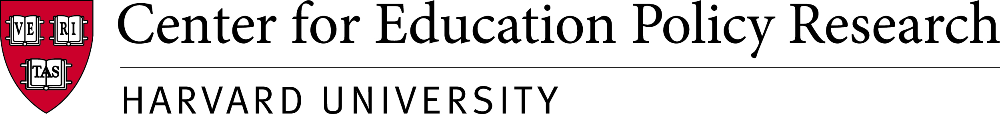 VE RI
TAS
Center for Education Policy Research
HARVARD UNIVERSITY